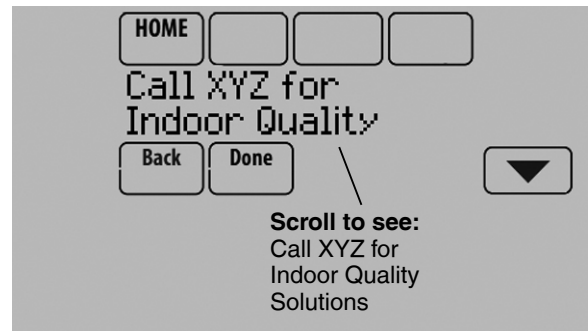 HOME
Call XYZ for
Indoor Quality
Back Done
Scroll to see:
Call XYZ for
Indoor Quality
Solutions